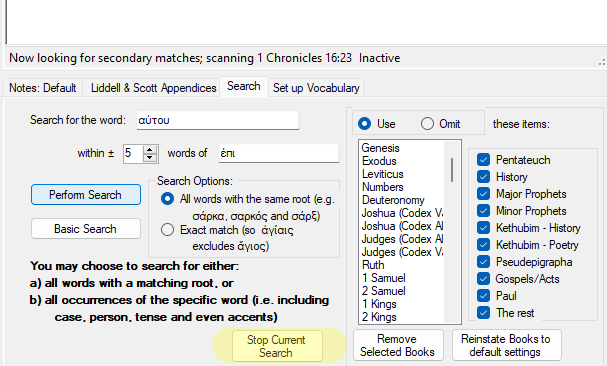 Now looking for secondary matches; scanning 1 Chronicles 16:23 Inactive
Notes: Default Liddell & Scott Appendices Search Set up Vocabulary
Search for the word: αὐτου
within ± 5 words of ἐπι
Perform Search
Basic Search
Search Options:
All words with the same root (e.g.
σάρκα, σαρκός and σάρξ)
Exact match (so ἁγίαις
excludes ἅγιος)
You may choose to search for either:
a) all words with a matching root, or
b) all occurrences of the specific word (i.e. including
case, person, tense and even accents)
Stop Current
Search
Use Omit these items:
Genesis
Exodus
Leviticus
Numbers
Deuteronomy
Joshua (Codex Va
Joshua (Codex Al
Judges (Codex Al
Judges (Codex Va
Ruth
1 Samuel
2 Samuel
1 Kings
2 Kings
Pentateuch
History
Major Prophets
Minor Prophets
Kethubim - History
Kethubim - Poetry
Pseudepigrapha
Gospels/Acts
Paul
The rest
Remove
Selected Books
Reinstate Books to
default settings